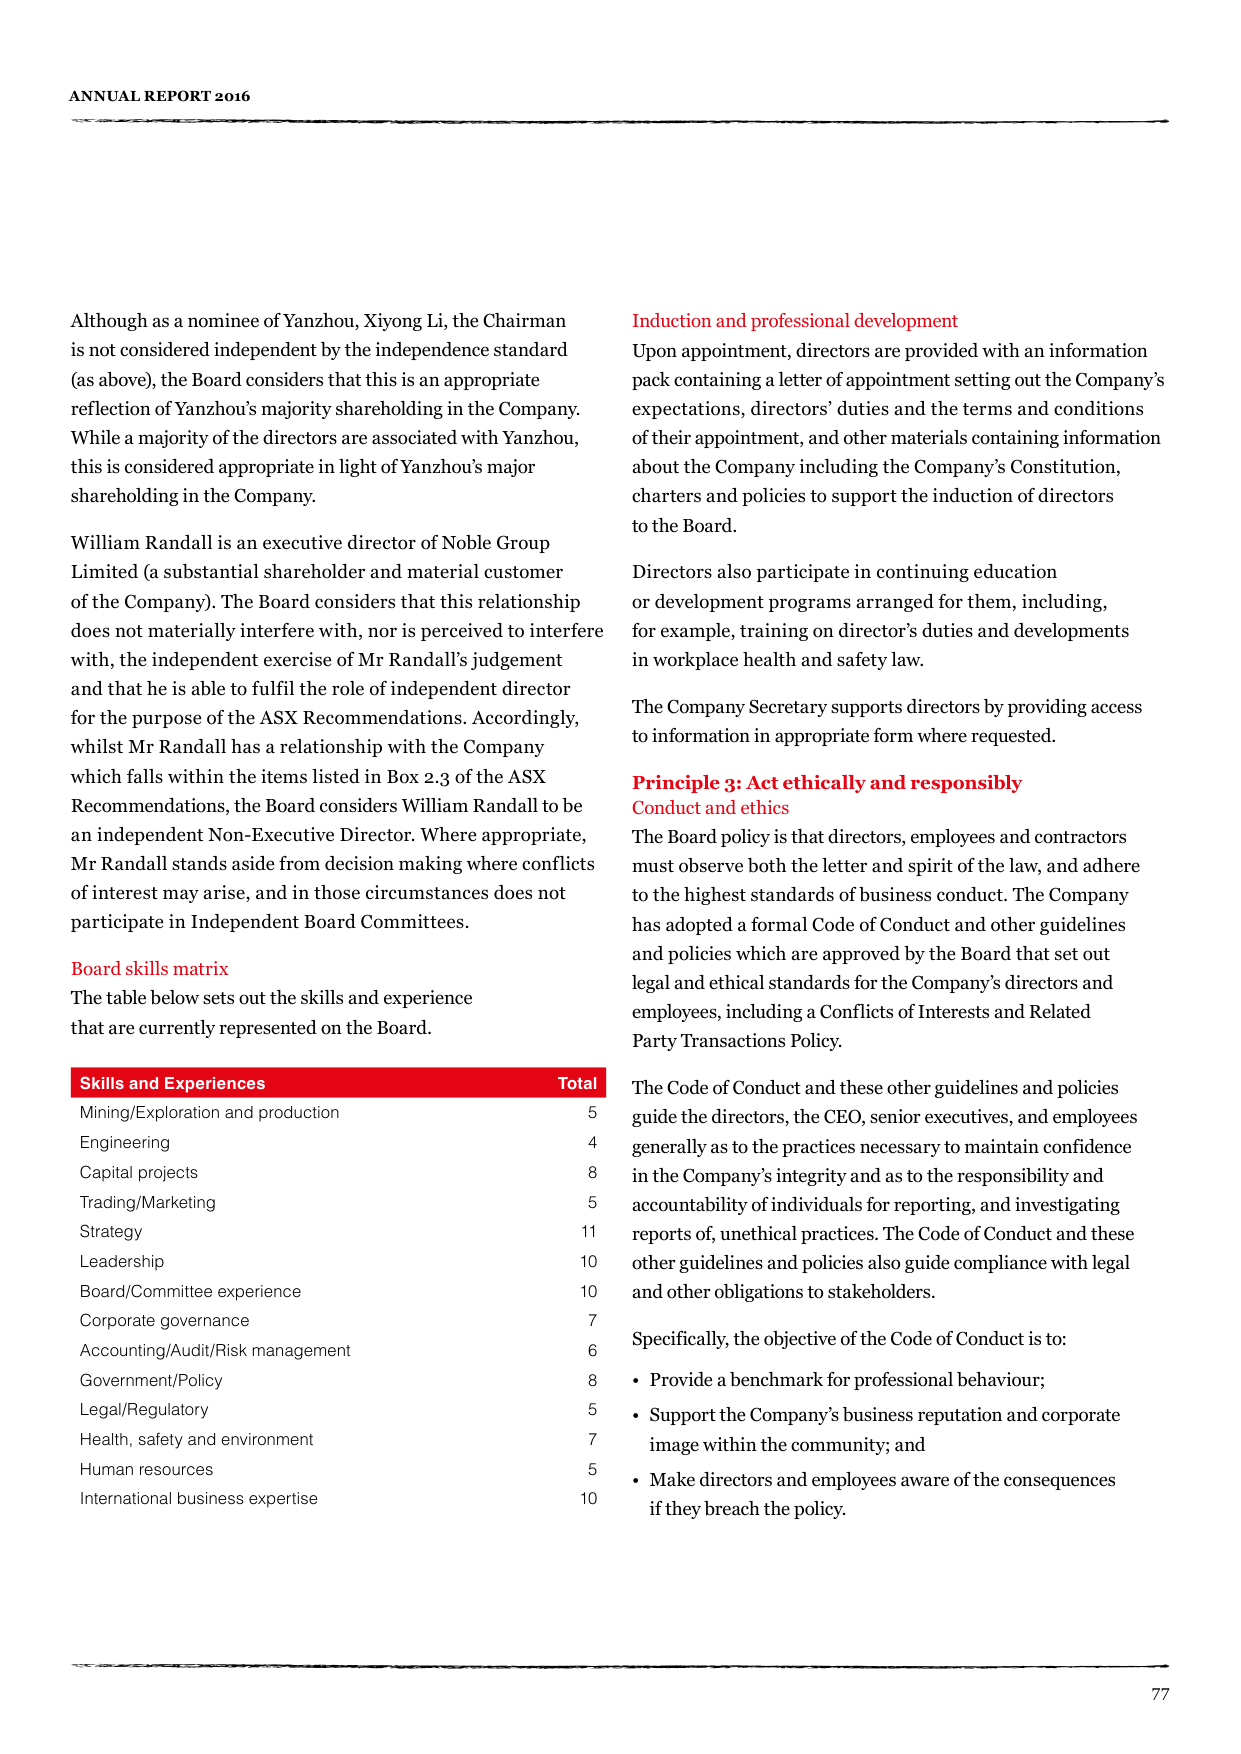 ANNUAL REPORT 2016
Although as a nominee of Yanzhou, Xiyong Li, the Chairman
is not considered independent by the independence standard
(as above), the Board considers that this is an appropriate
reflection of Yanzhou’s majority shareholding in the Company.
While a majority of the directors are associated with Yanzhou,
this is considered appropriate in light of Yanzhou’s major
shareholding in the Company.
William Randall is an executive director of Noble Group
Limited (a substantial shareholder and material customer
of the Company). The Board considers that this relationship
does not materially interfere with, nor is perceived to interfere
with, the independent exercise of Mr Randall’s judgement
and that he is able to fulfil the role of independent director
for the purpose of the ASX Recommendations. Accordingly,
whilst Mr Randall has a relationship with the Company
which falls within the items listed in Box 2.3 of the ASX
Recommendations, the Board considers William Randall to be
an independent Non-Executive Director. Where appropriate,
Mr Randall stands aside from decision making where conflicts
of interest may arise, and in those circumstances does not
participate in Independent Board Committees.
Board skills matrix
The table below sets out the skills and experience
that are currently represented on the Board.
Skills and Experiences Total
Mining/Exploration and production 5
Engineering 4
Capital projects 8
Trading/Marketing 5
Strategy 11
Leadership 10
Board/Committee experience 10
Corporate governance 7
Accounting/Audit/Risk management 6
Government/Policy 8
Legal/Regulatory 5
Health, safety and environment 7
Human resources 5
International business expertise 10
Induction and professional development
Upon appointment, directors are provided with an information
pack containing a letter of appointment setting out the Company’s
expectations, directors’ duties and the terms and conditions
of their appointment, and other materials containing information
about the Company including the Company’s Constitution,
charters and policies to support the induction of directors
to the Board.
Directors also participate in continuing education
or development programs arranged for them, including,
for example, training on director’s duties and developments
in workplace health and safety law.
The Company Secretary supports directors by providing access
to information in appropriate form where requested.
Principle 3: Act ethically and responsibly
Conduct and ethics
The Board policy is that directors, employees and contractors
must observe both the letter and spirit of the law, and adhere
to the highest standards of business conduct. The Company
has adopted a formal Code of Conduct and other guidelines
and policies which are approved by the Board that set out
legal and ethical standards for the Company’s directors and
employees, including a Conflicts of Interests and Related
Party Transactions Policy.
The Code of Conduct and these other guidelines and policies
guide the directors, the CEO, senior executives, and employees
generally as to the practices necessary to maintain confidence
in the Company’s integrity and as to the responsibility and
accountability of individuals for reporting, and investigating
reports of, unethical practices. The Code of Conduct and these
other guidelines and policies also guide compliance with legal
and other obligations to stakeholders.
Specifically, the objective of the Code of Conduct is to:
• Provide a benchmark for professional behaviour;
• Support the Company’s business reputation and corporate
image within the community; and
• Make directors and employees aware of the consequences
if they breach the policy.
77